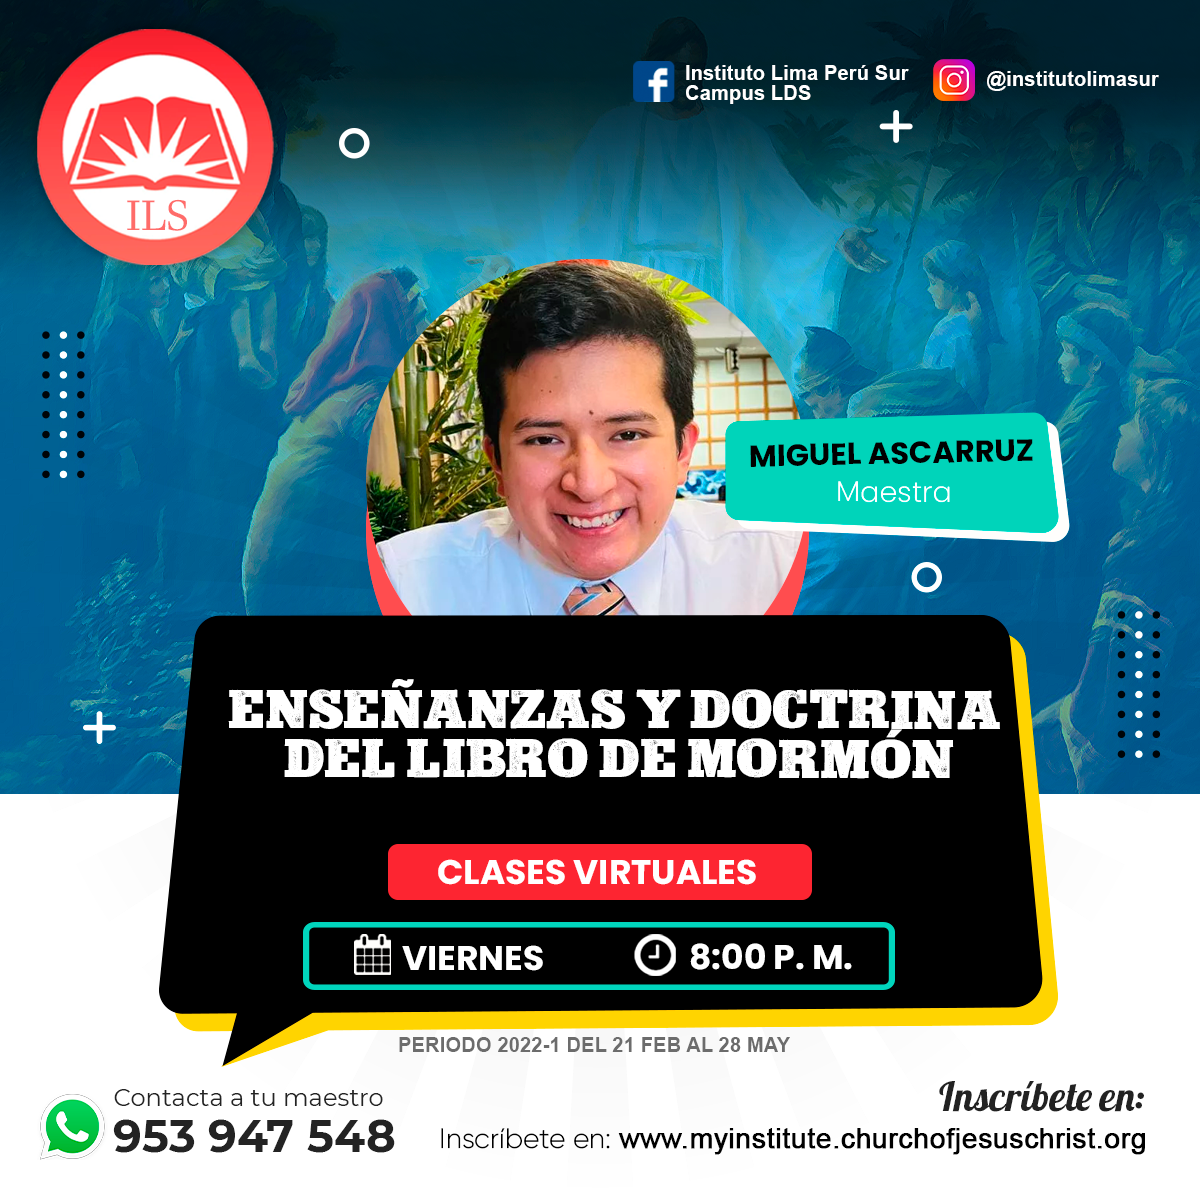 ILS
Instituto Lima Perú Sur
Campus LDS
@institutolimasur
MIGUEL ASCARRUZ
Maestra
ENSEÑANZAS Y DOCTRINA
DEL LIBRO DE MORMÓN
CLASES VIRTUALES
VIERNES
8:00 P. M.
PERIODO 2022-1 DEL 21 FEB AL 28 MAY
Contacta a tu maestro
953 947 548
Inscríbete en:
Inscríbete en: www.myinstitute.churchofjesuschrist.org